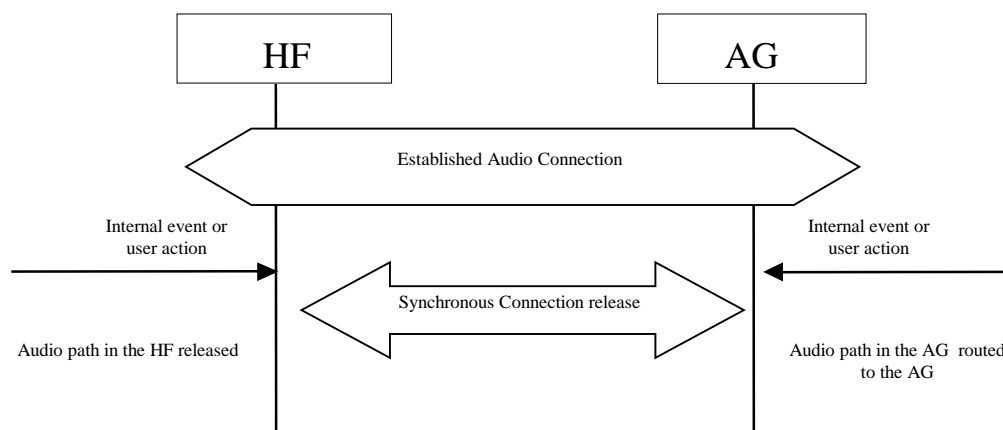 HF
AG
Established Audio Connection
Internal event or
user action
Internal event or
user action
Synchronous Connection release
Audio path in the HF released
Audio path in the AG routed
to the AG